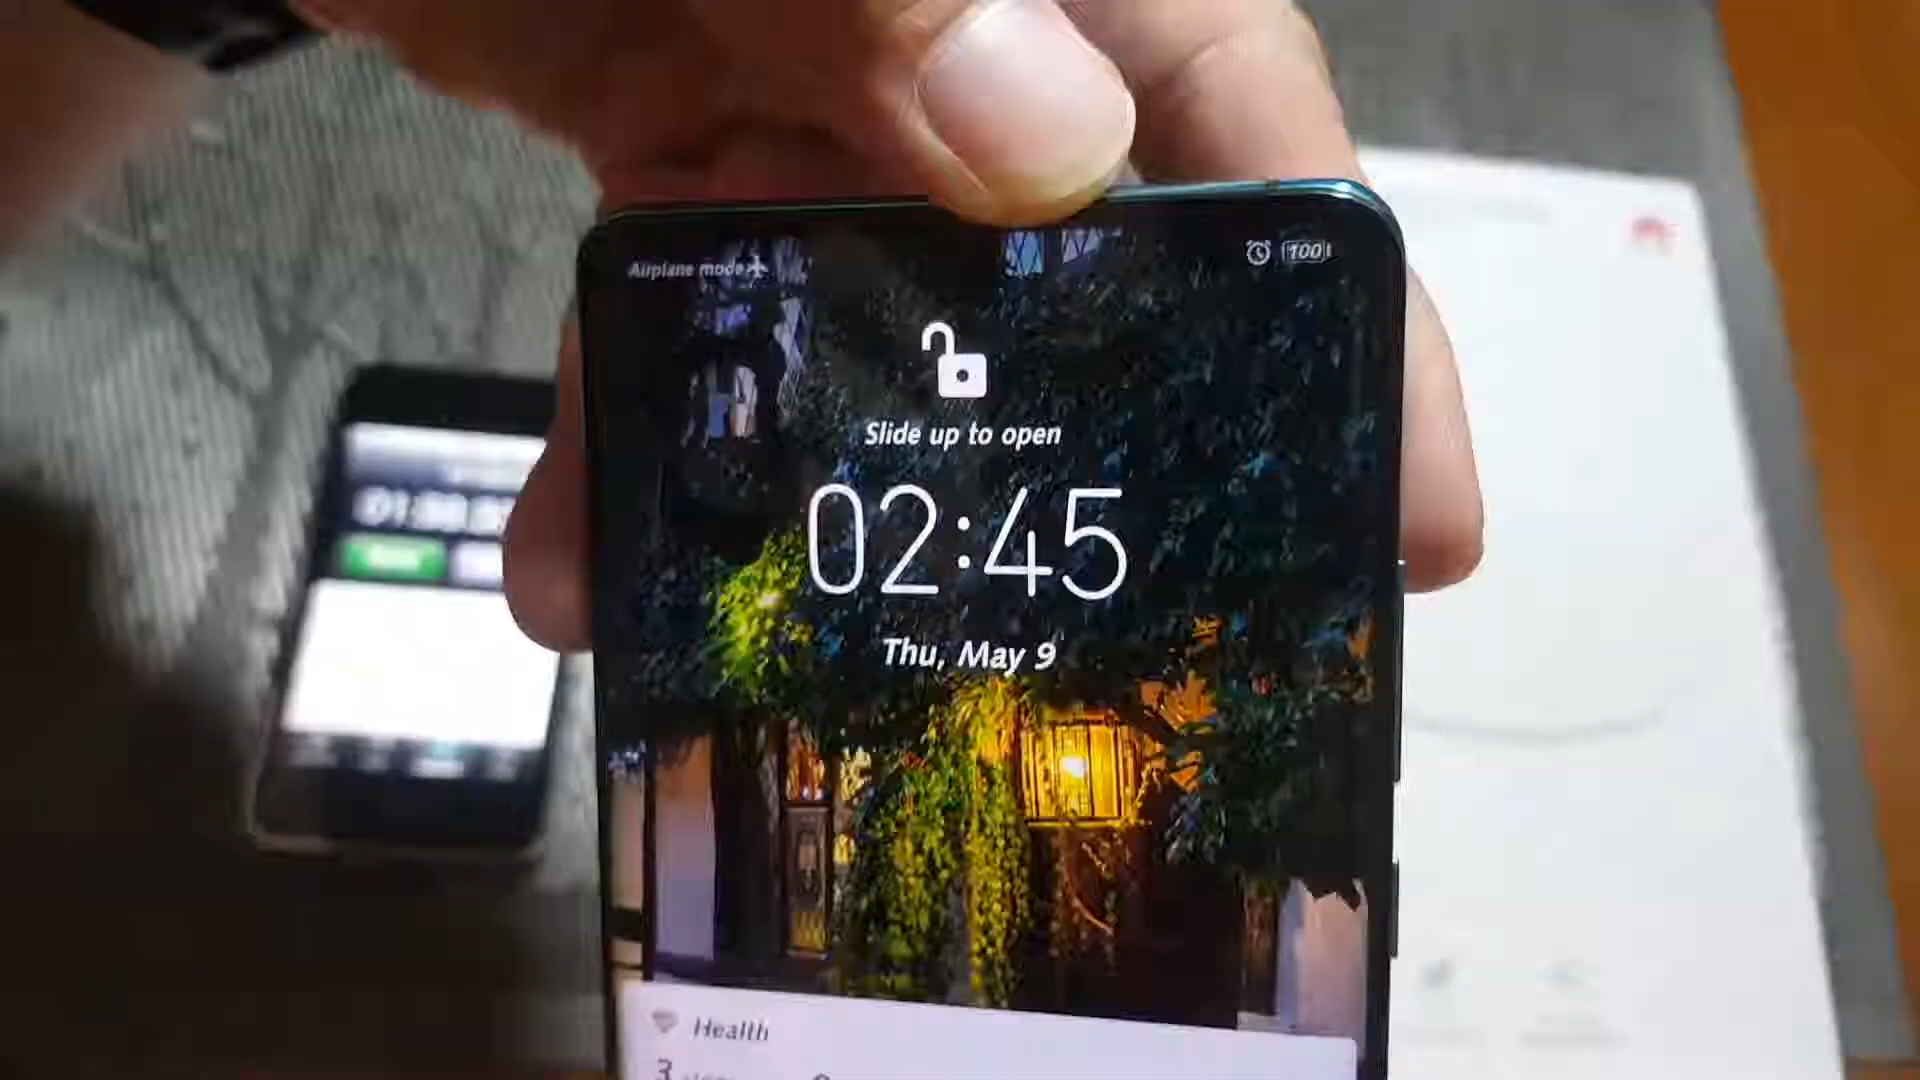 Airplane mode
100
Slide up to open
02:45
Thu, May 9
Health
3